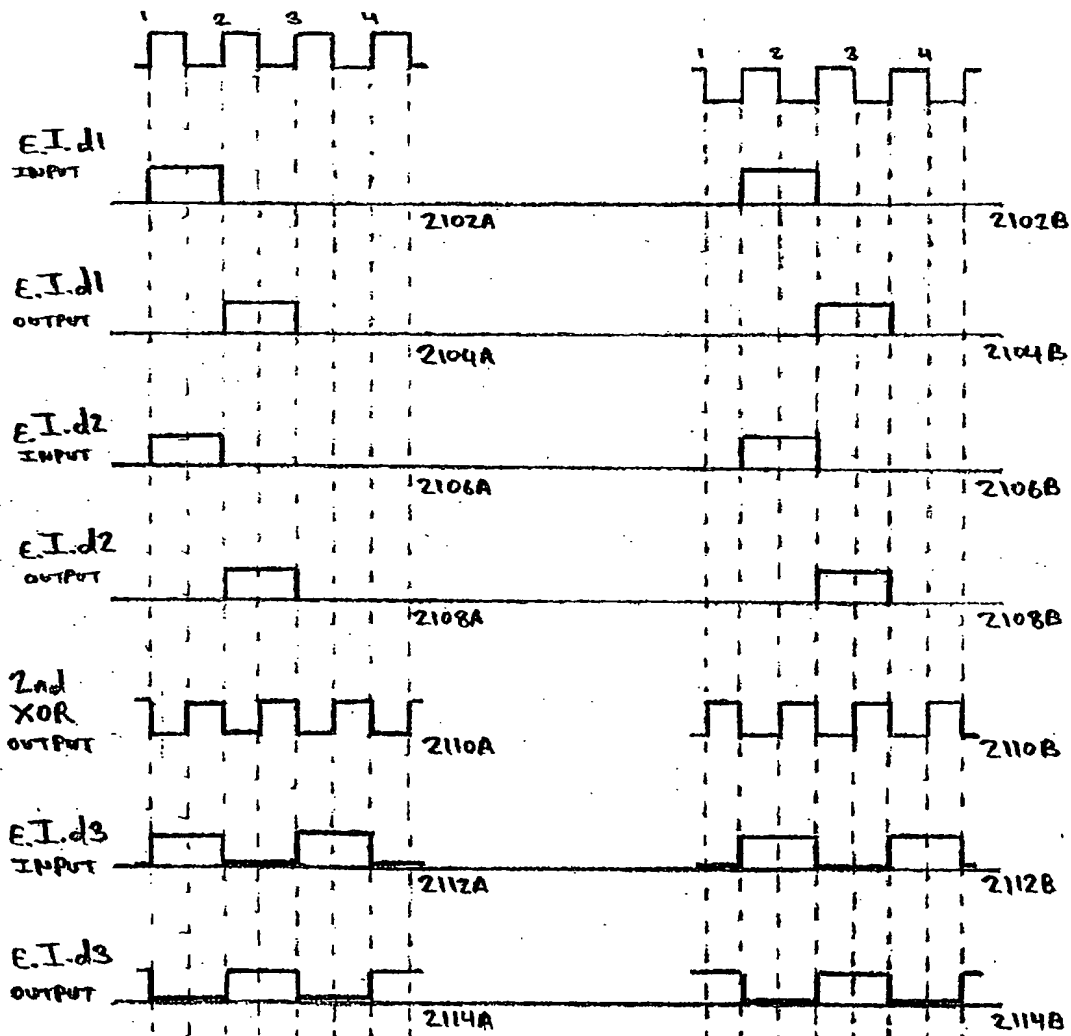 1 2 3 4
1 2 3 4
E.I.d1
INPUT
2102A
2102B
E.I.d1
OUTPUT
2104A
2104B
E.I.d2
INPUT
2106A
2106B
E.I.d2
OUTPUT
2108A
2108B
2nd
XOR
OUTPUT
2110A
2110B
E.I.d3
INPUT
2112A
2112B
E.I.d3
OUTPUT
2114A
2114B